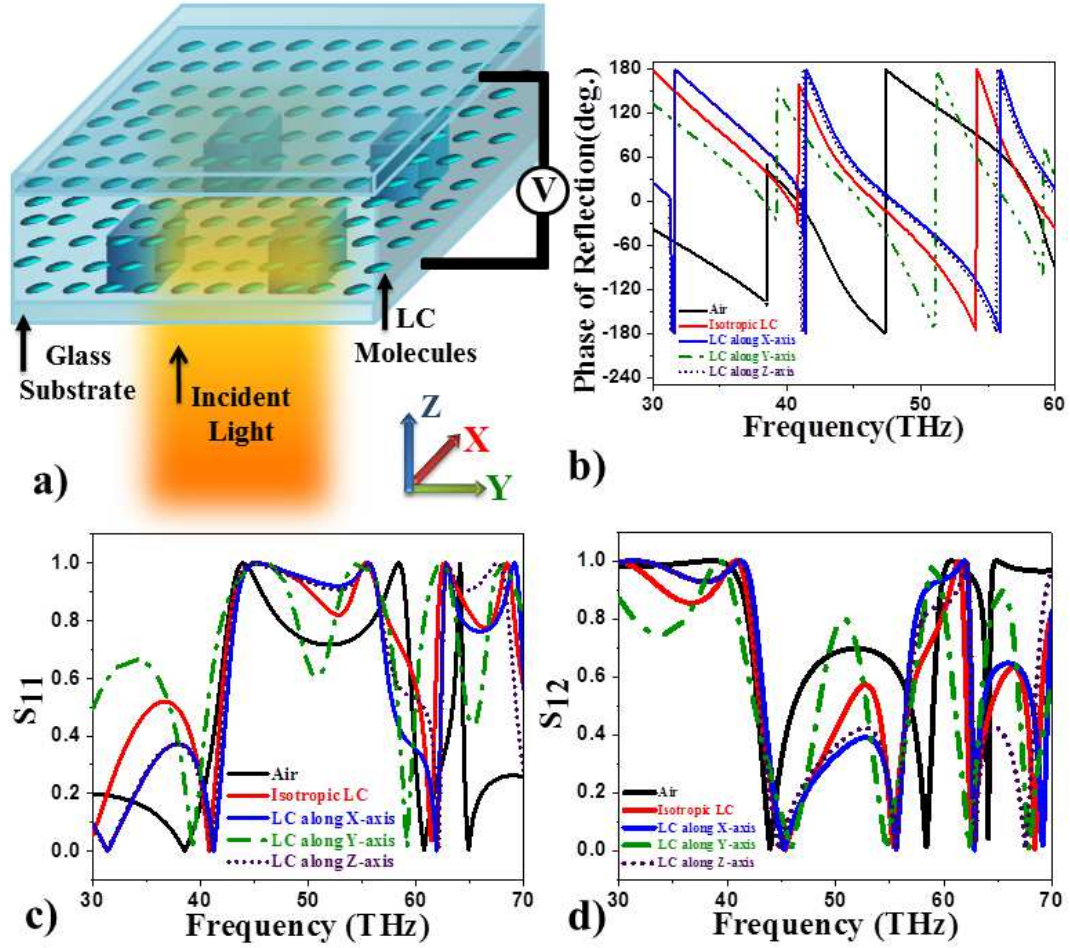 V
Glass
Substrate
Incident
Light
LC
Molecules
Z
X
Y
a)
Phase of Reflection(deg.)
180
120
60
0
-60
-120
-180
-240
Air
Isotropic LC
LC along X-axis
LC along Y-axis
LC along Z-axis
30 40 50 60
Frequency(THz)
b)
S11
1.0
0.8
0.6
0.4
0.2
0.0
Air
Isotropic LC
LC along X-axis
LC along Y-axis
LC along Z-axis
30 40 50 60 70
Frequency (THz)
c)
S12
1.0
0.8
0.6
0.4
0.2
0.0
Air
Isotropic LC
LC along X-axis
LC along Y-axis
LC along Z-axis
30 40 50 60 70
Frequency (THz)
d)